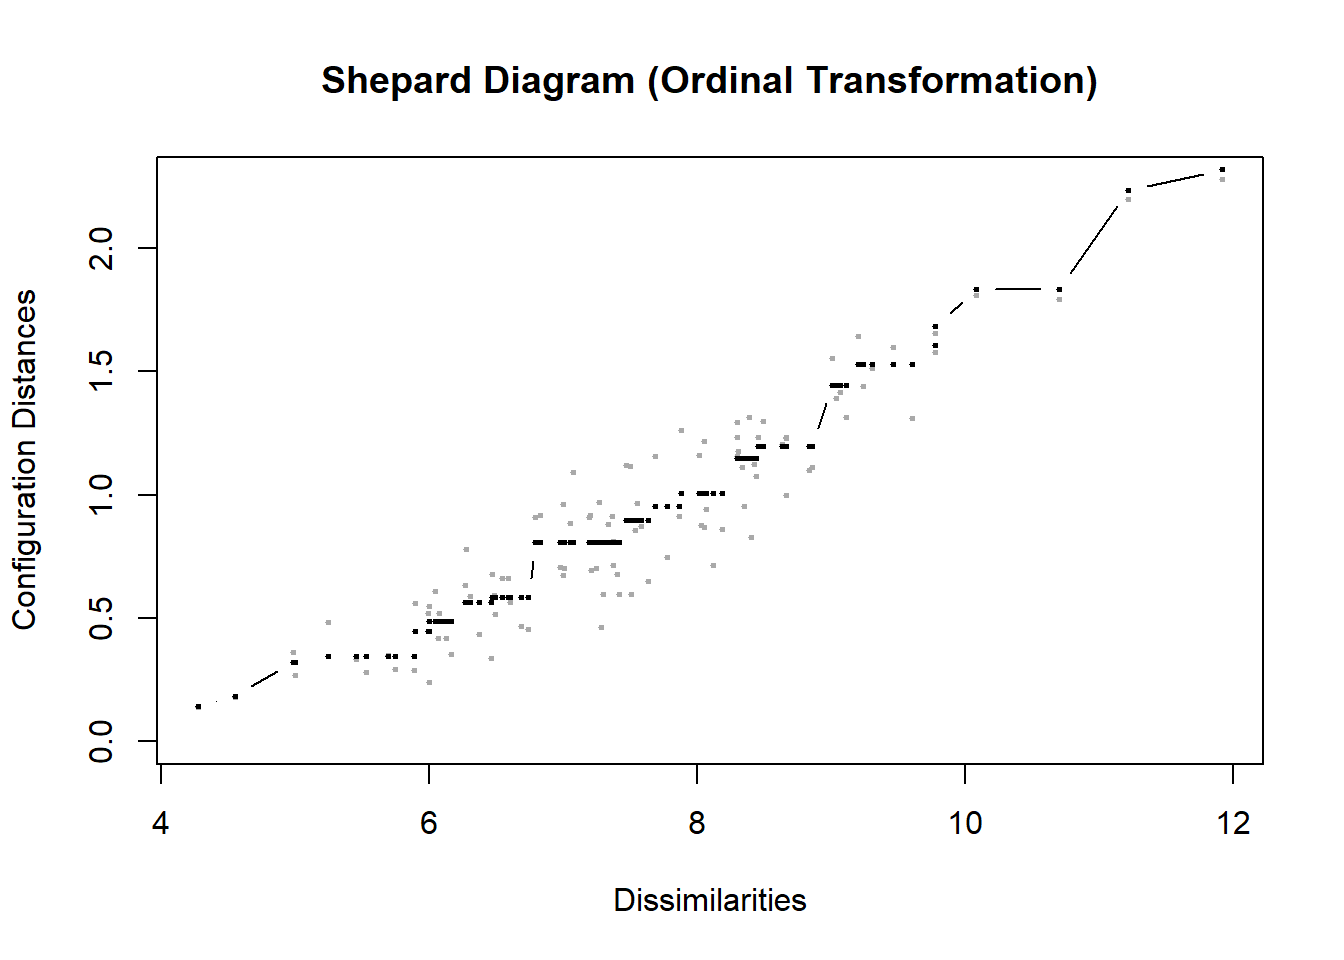 Shepard Diagram (Ordinal Transformation)
Configuration Distances
2.0
1.5
1.0
0.5
0.0
4 6 8 10 12
Dissimilarities